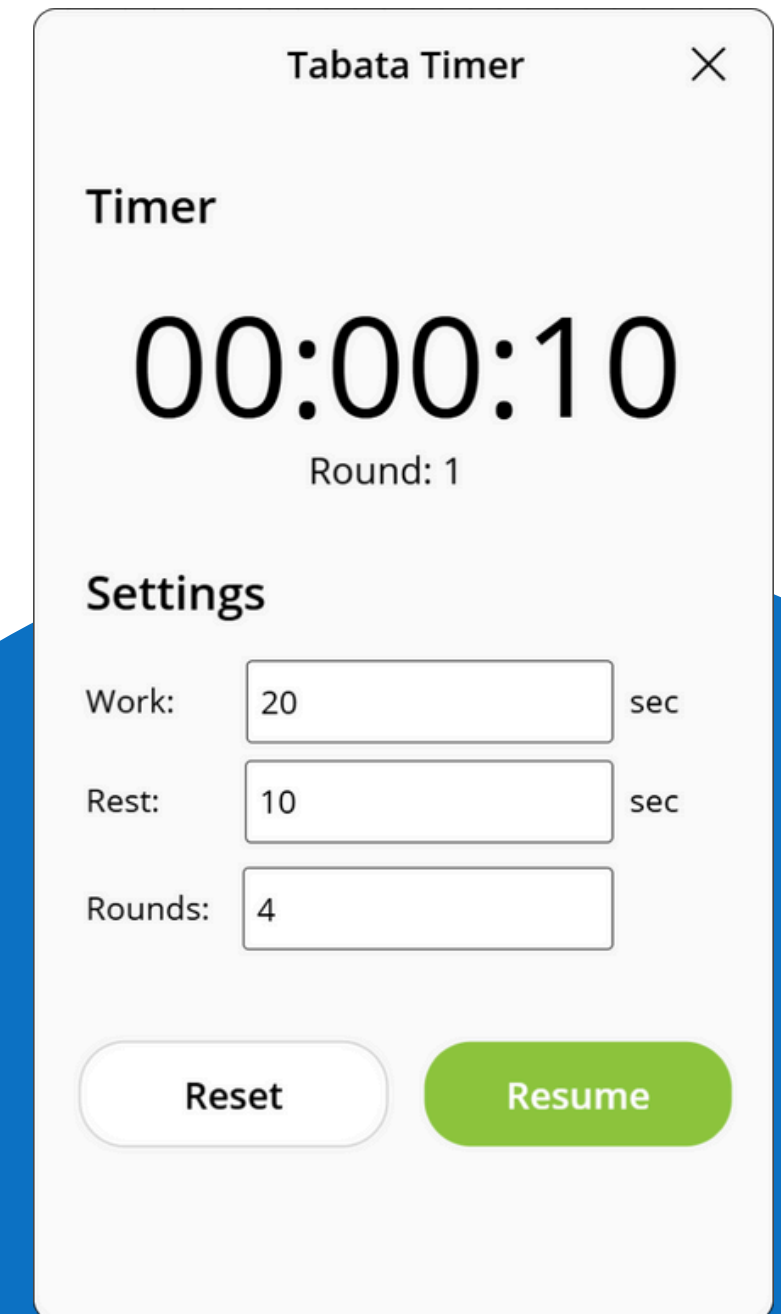 Tabata Timer
Timer
00:00:10
Round: 1
Settings
Work: 20 sec
Rest: 10 sec
Rounds: 4
Reset Resume